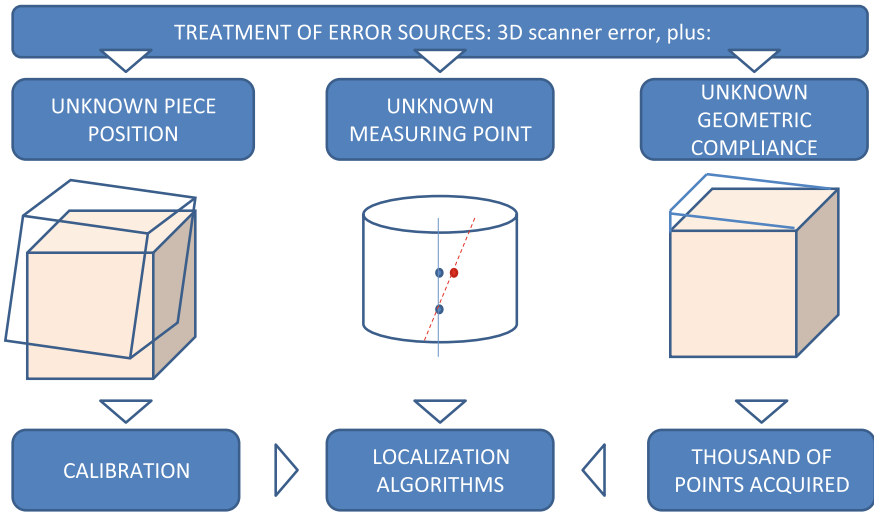 TREATMENT OF ERROR SOURCES: 3D scanner error, plus:
UNKNOWN PIECE
POSITION
UNKNOWN
MEASURING POINT
UNKNOWN
GEOMETRIC
COMPLIANCE
CALIBRATION
LOCALIZATION
ALGORITHMS
THOUSAND OF
POINTS ACQUIRED